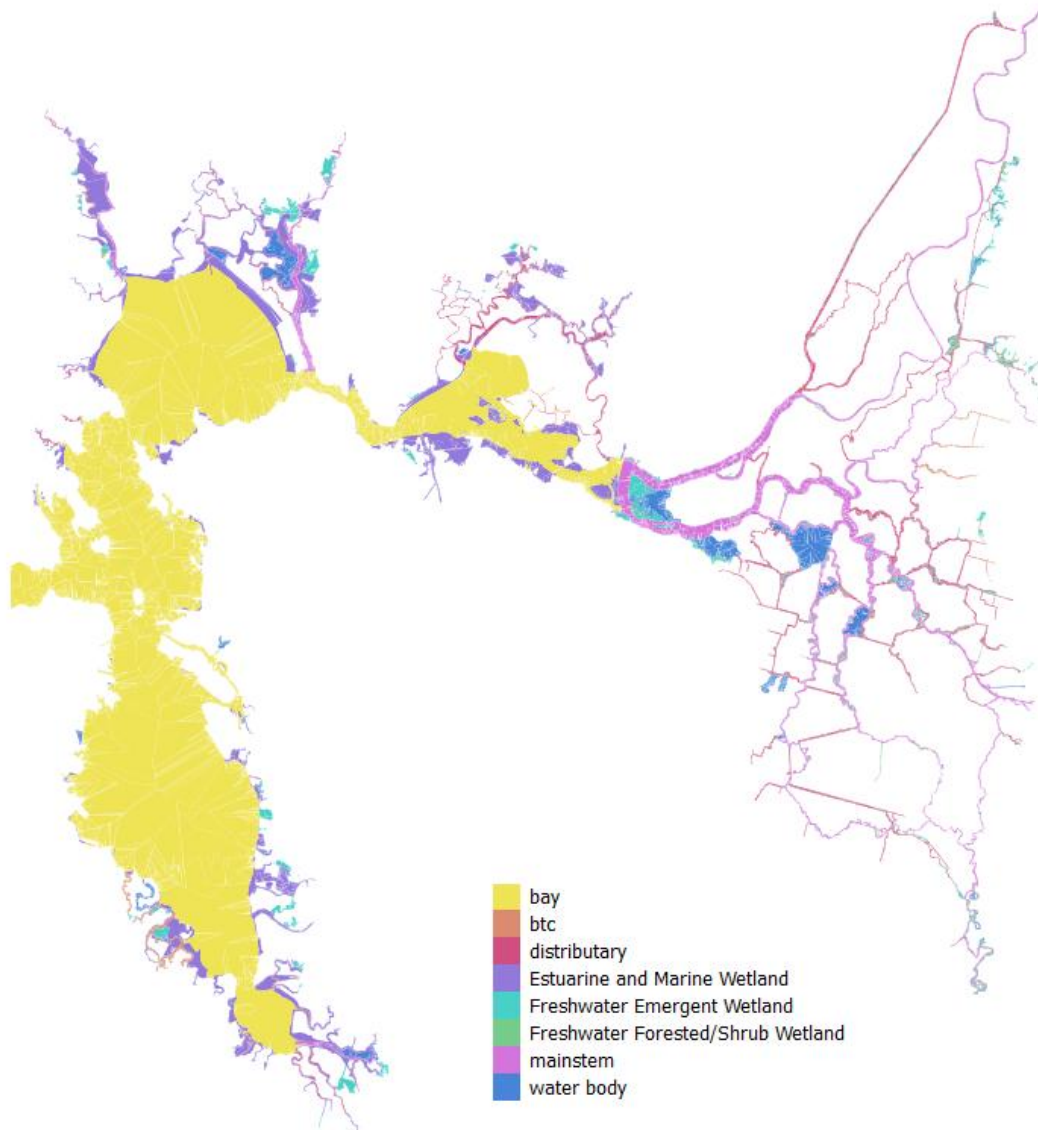 bay
btc
distributary
Estuarine and Marine Wetland
Freshwater Emergent Wetland
Freshwater Forested/Shrub Wetland
mainstem
water body